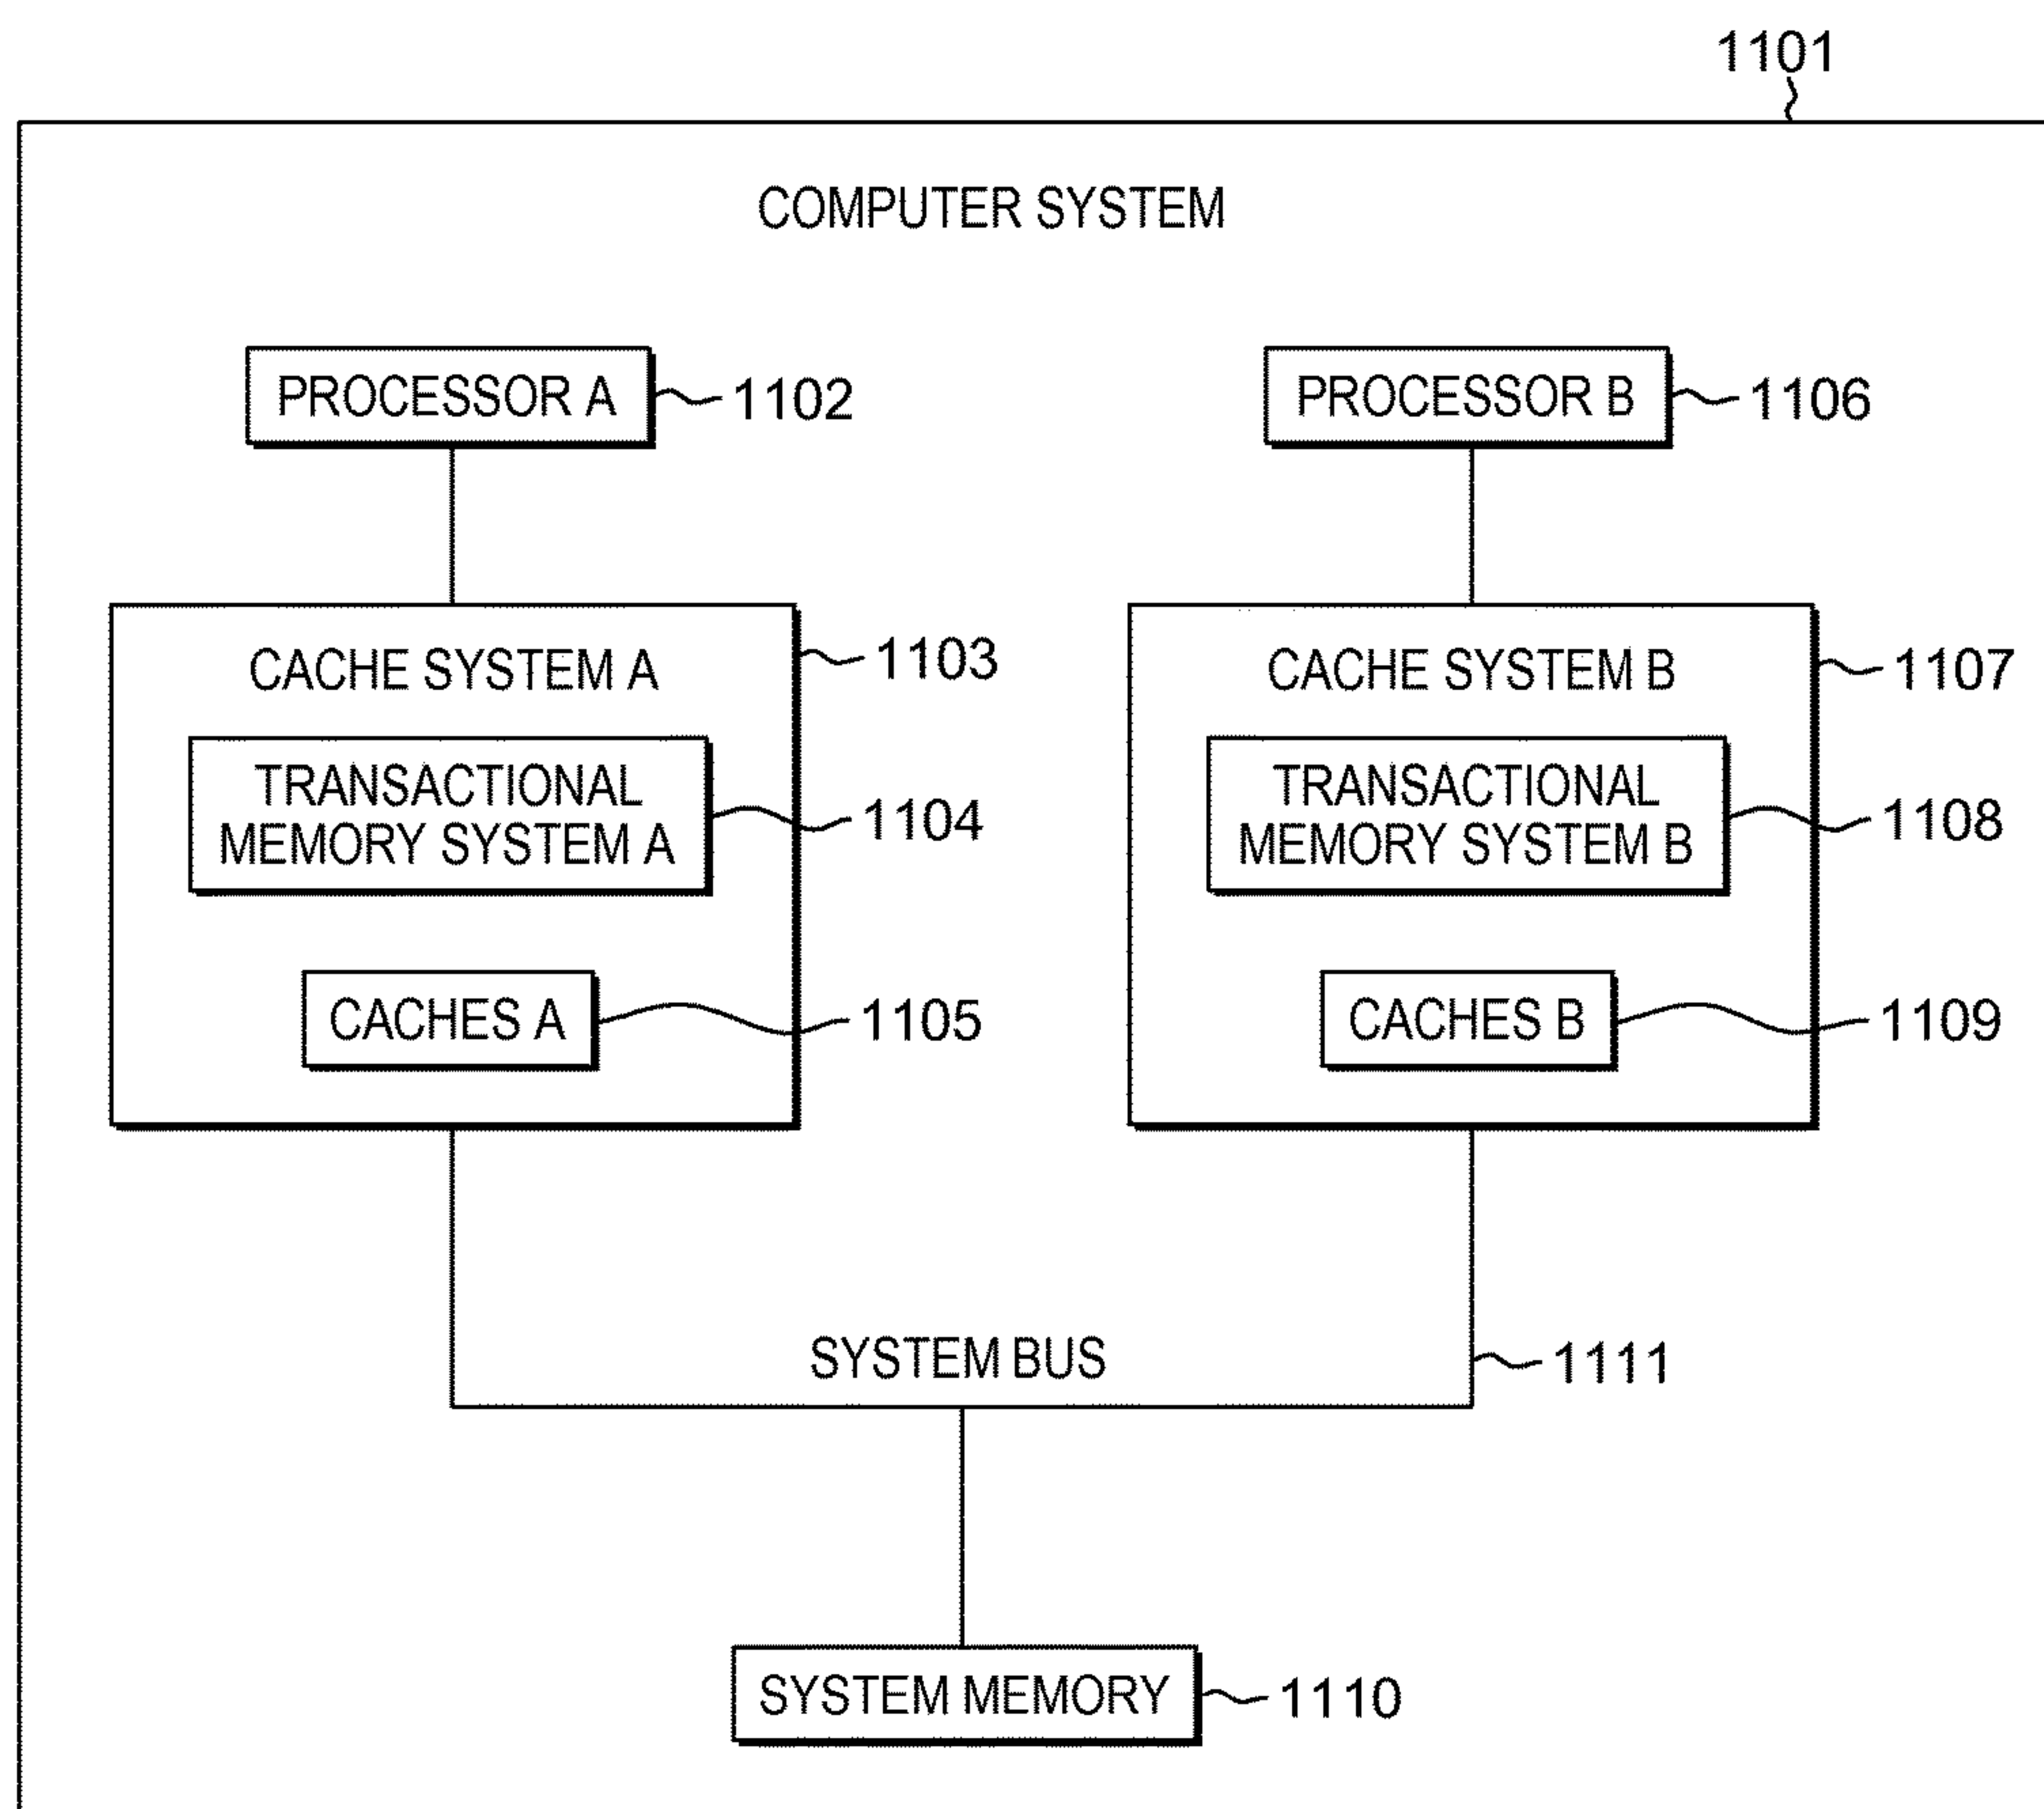 1101
COMPUTER SYSTEM
PROCESSOR A
1102
PROCESSOR B
1106
CACHE SYSTEM A
1103
CACHE SYSTEM B
1107
TRANSACTIONAL
MEMORY SYSTEM A
1104
TRANSACTIONAL
MEMORY SYSTEM B
1108
CACHES A
1105
CACHES B
1109
SYSTEM BUS
1111
SYSTEM MEMORY
1110